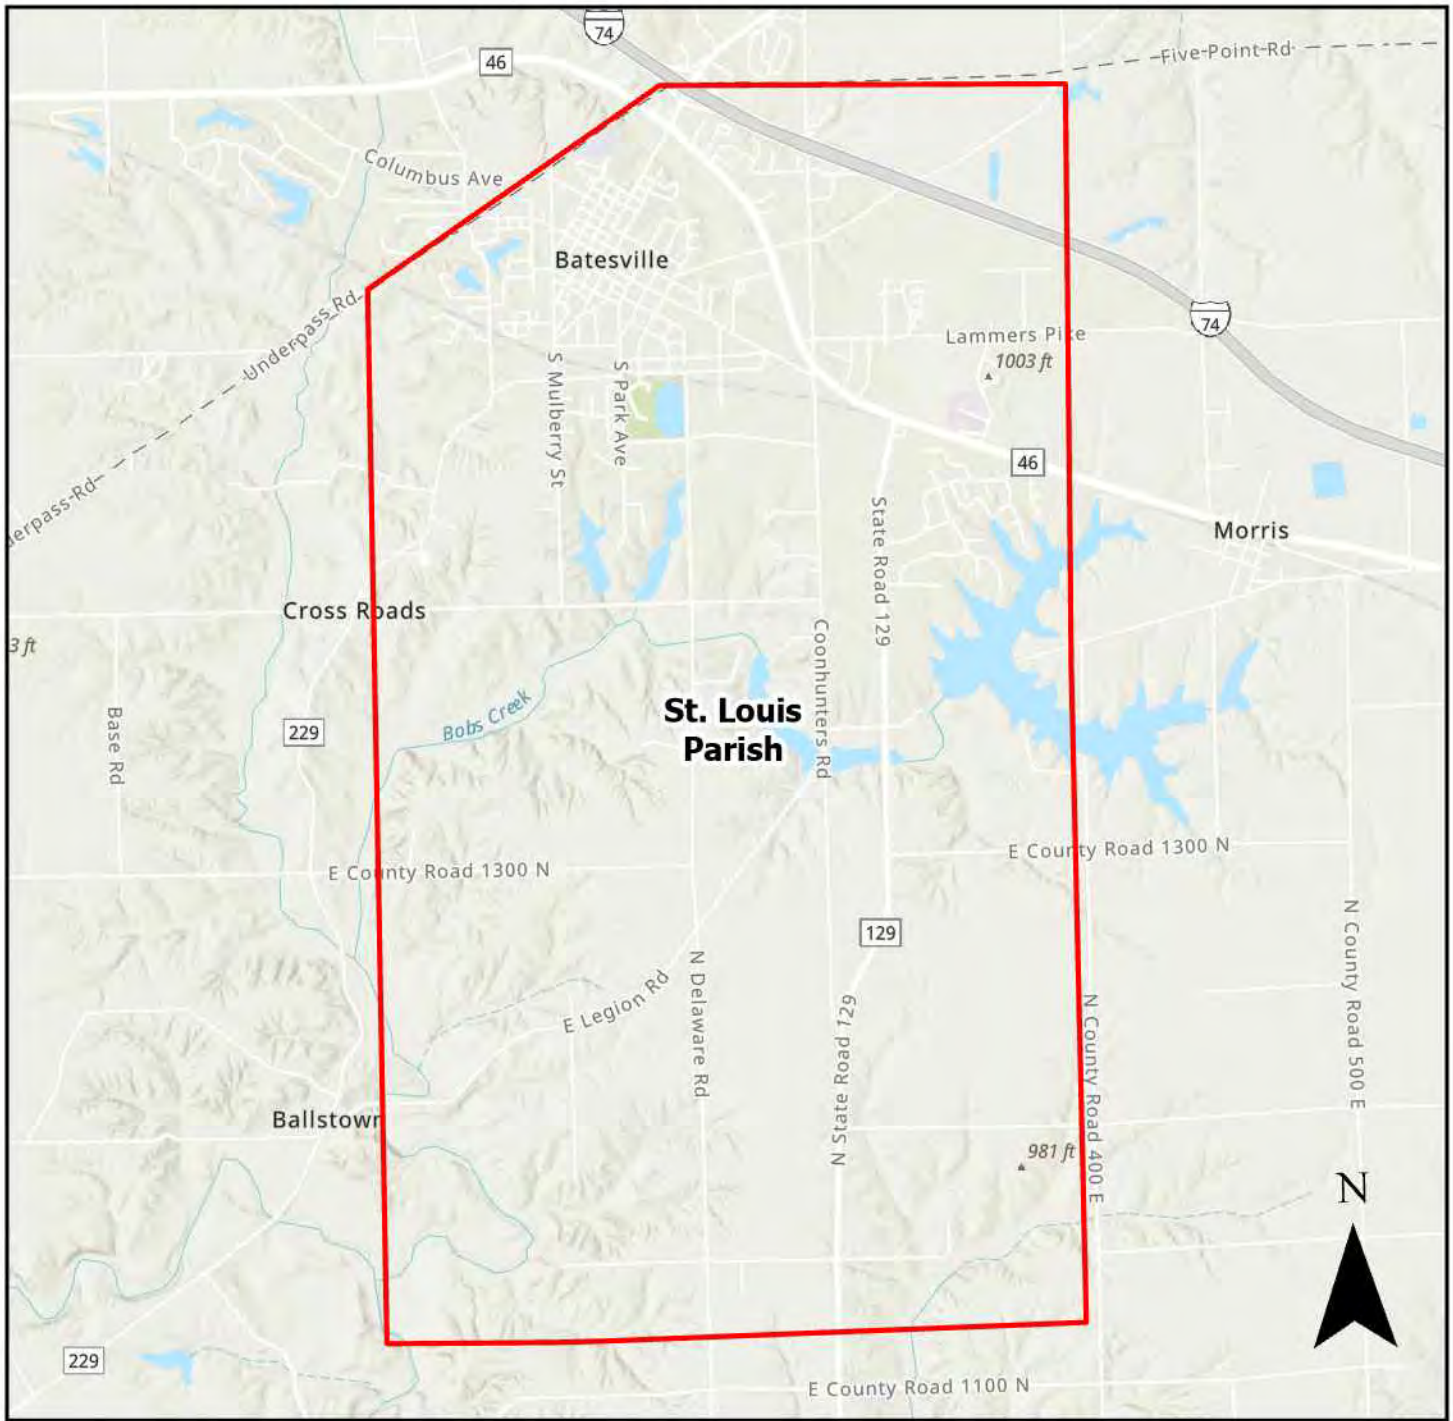 74
46
Five-Point-Rd
Columbus Ave
Batesville
Underpass Rd
Lammers Pike
1003 ft
74
S Mulberry St
S Park Ave
46
derpass-Rd
State Road 129
Morris
Cross Roads
3 ft
Coonhunters Rd
Bobs Creek
St. Louis
Parish
Base Rd
229
E County Road 1300 N
E County Road 1300 N
129
N County Road 500 E
E Legion Rd
N Delaware Rd
N State Road 129
N County Road 400 E
Ballstown
981 ft
N
229
E County Road 1100 N